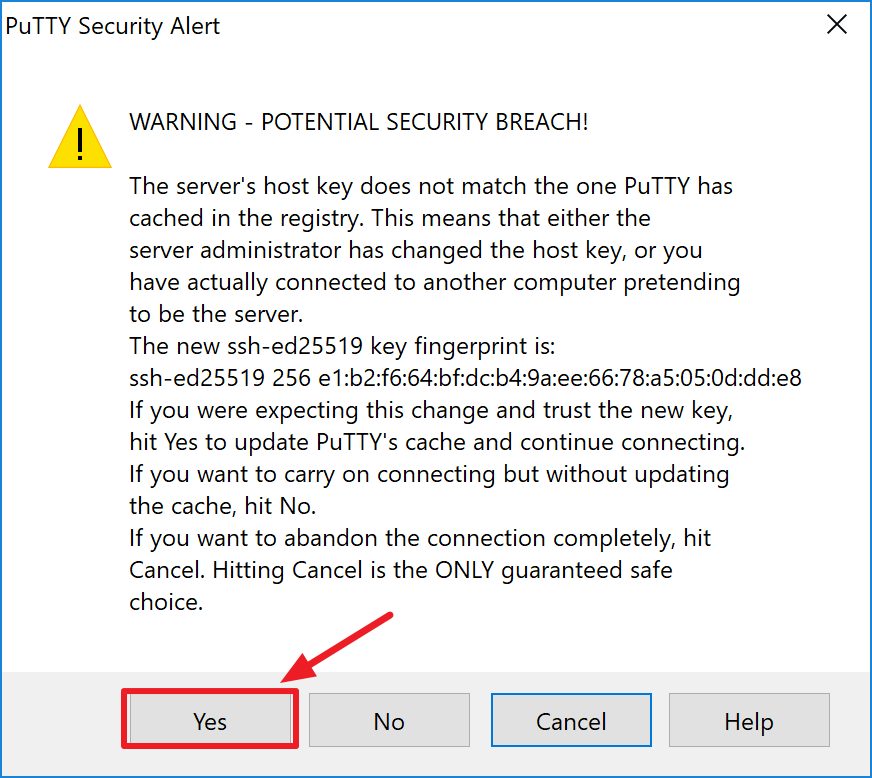 PuTTY Security Alert
WARNING - POTENTIAL SECURITY BREACH!
The server's host key does not match the one PuTTY has
cached in the registry. This means that either the
server administrator has changed the host key, or you
have actually connected to another computer pretending
to be the server.
The new ssh-ed25519 key fingerprint is:
ssh-ed25519 256 e1:b2:f6:64:bf:dc:b4:9a:ee:66:78:a5:05:0d:dd:e8
If you were expecting this change and trust the new key,
hit Yes to update PuTTY's cache and continue connecting.
If you want to carry on connecting but without updating
the cache, hit No.
If you want to abandon the connection completely, hit
Cancel. Hitting Cancel is the ONLY guaranteed safe
choice.
Yes
No
Cancel
Help